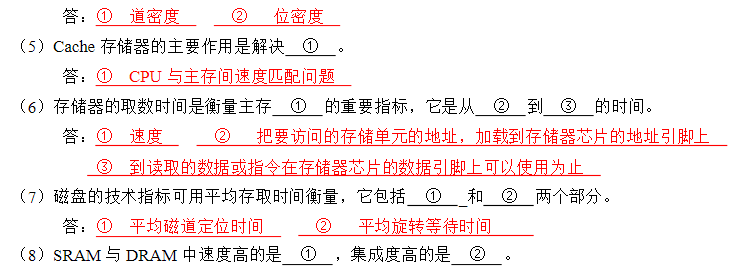 答：① 道密度 ② 位密度
（5）Cache 存储器的主要作用是解决 ① 。
答：① CPU 与主存间速度匹配问题
（6）存储器的取数时间是衡量主存 ① 的重要指标，它是从 ② 到 ③ 的时间。
答：① 速度 ② 把要访问的存储单元的地址，加载到存储器芯片的地址引脚上
③ 到读取的数据或指令在存储器芯片的数据引脚上可以使用为止
（7）磁盘的技术指标可用平均存取时间衡量，它包括 ① 和 ② 两个部分。
答：① 平均磁道定位时间 ② 平均旋转等待时间
（8）SRAM 与 DRAM 中速度高的是 ① ，集成度高的是 ② 。